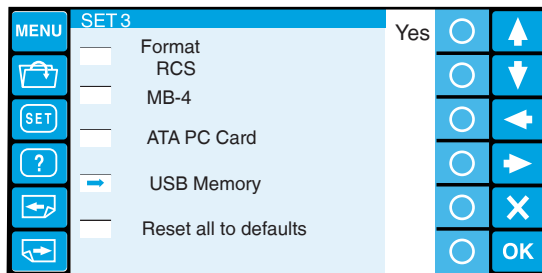 MENU
SET 3
Yes
Format
RCS
MB-4
SET
ATA PC Card
?
USB Memory
Reset all to defaults
OK